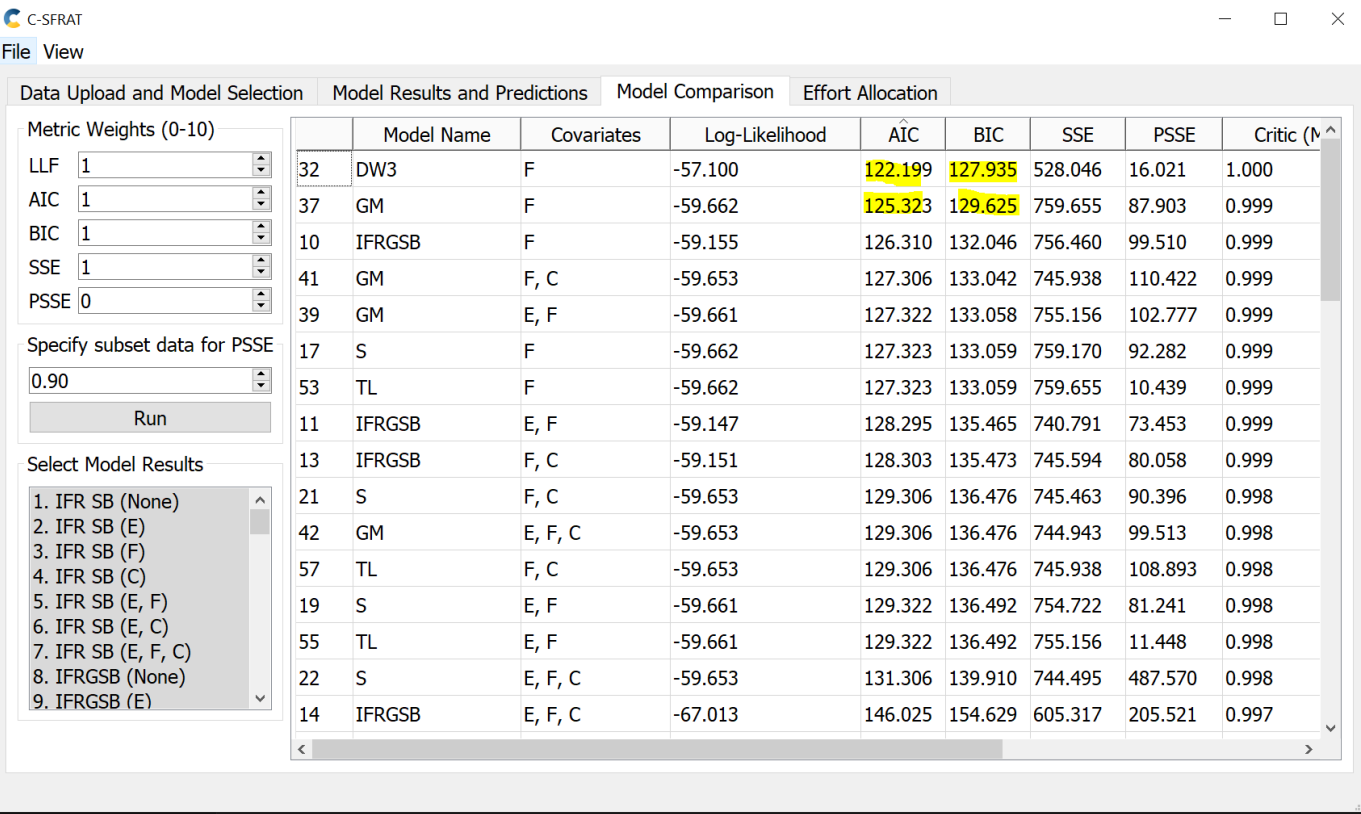 C-SFRAT
File View
Data Upload and Model Selection Model Results and Predictions Model Comparison Effort Allocation
Metric Weights (0-10)
LLF 1
AIC 1
BIC 1
SSE 1
PSSE 0
Specify subset data for PSSE
0.90
Run
Select Model Results
1. IFR SB (None)
2. IFR SB (E)
3. IFR SB (F)
4. IFR SB (C)
5. IFR SB (E, F)
6. IFR SB (E, C)
7. IFR SB (E, F, C)
8. IFRGSB (None)
9. IFRGSB (E)
Model Name Covariates Log-Likelihood AIC BIC SSE PSSE Critic (M
32 DW3 F -57.100 122.199 127.935 528.046 16.021 1.000
37 GM F -59.662 125.323 129.625 759.655 87.903 0.999
10 IFRGSB F -59.155 126.310 132.046 756.460 99.510 0.999
41 GM F, C -59.653 127.306 133.042 745.938 110.422 0.999
39 GM E, F -59.661 127.322 133.058 755.156 102.777 0.999
17 S F -59.662 127.323 133.059 759.170 92.282 0.999
53 TL F -59.662 127.323 133.059 759.655 10.439 0.999
11 IFRGSB E, F -59.147 128.295 135.465 740.791 73.453 0.999
13 IFRGSB F, C -59.151 128.303 135.473 745.594 80.058 0.999
21 S F, C -59.653 129.306 136.476 745.463 90.396 0.998
42 GM E, F, C -59.653 129.306 136.476 744.943 99.513 0.998
57 TL F, C -59.653 129.306 136.476 745.938 108.893 0.998
19 S E, F -59.661 129.322 136.492 754.722 81.241 0.998
55 TL E, F -59.661 129.322 136.492 755.156 11.448 0.998
22 S E, F, C -59.653 131.306 139.910 744.495 487.570 0.998
14 IFRGSB E, F, C -67.013 146.025 154.629 605.317 205.521 0.997